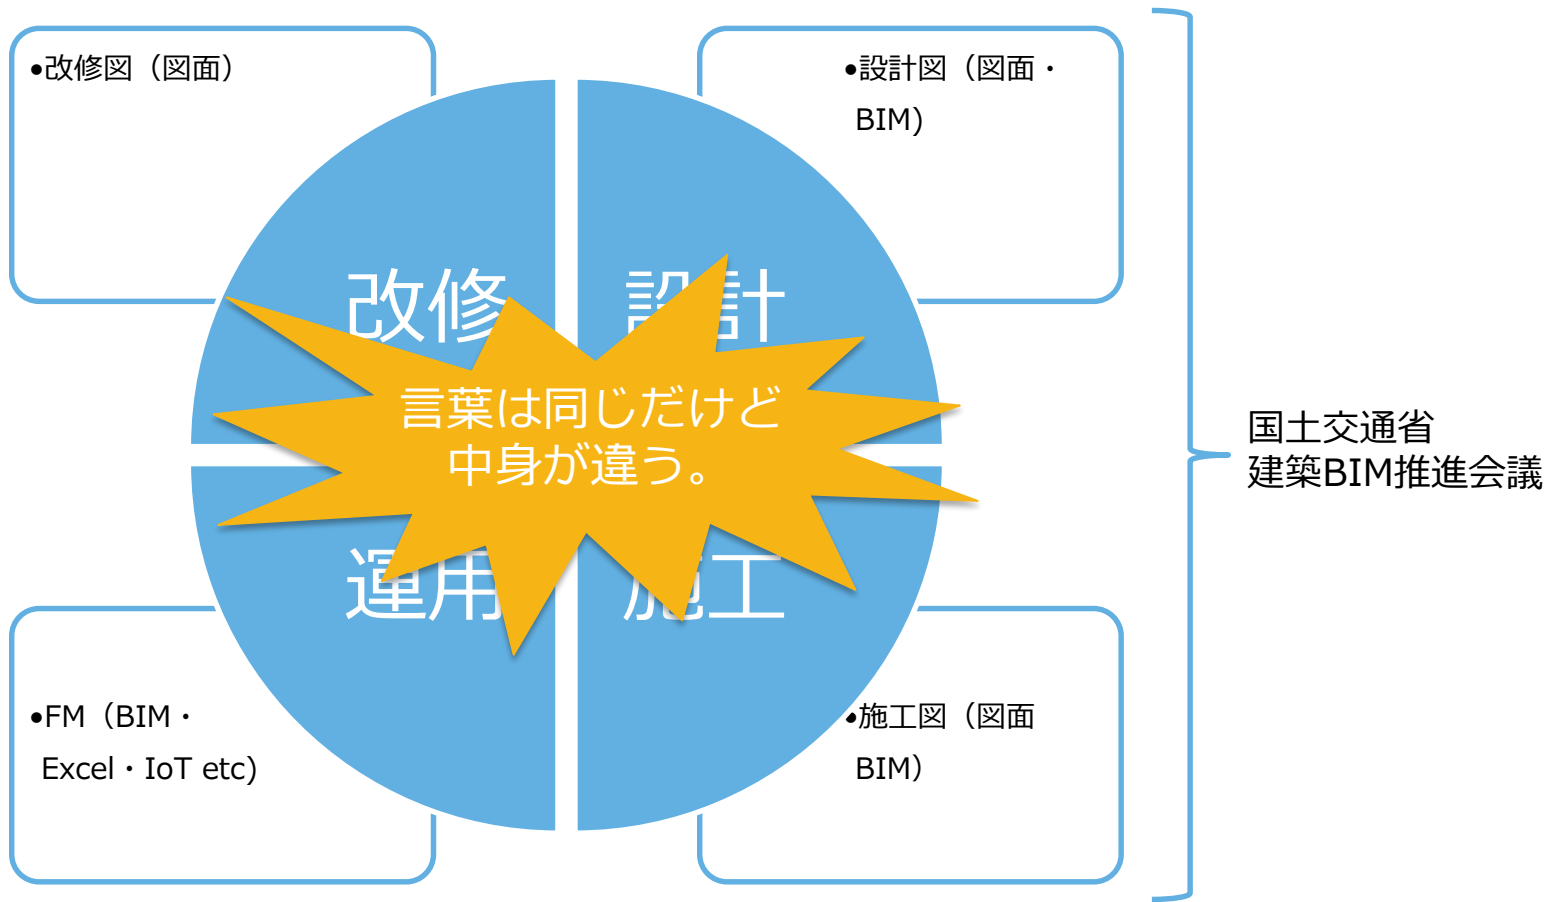 •改修図（図面）
•設計図（図面・
BIM)
改修
設計
言葉は同じだけど
中身が違う。
運用
施工
•FM（BIM・
Excel・IoT etc)
•施工図（図面
BIM）
国土交通省
建築BIM推進会議